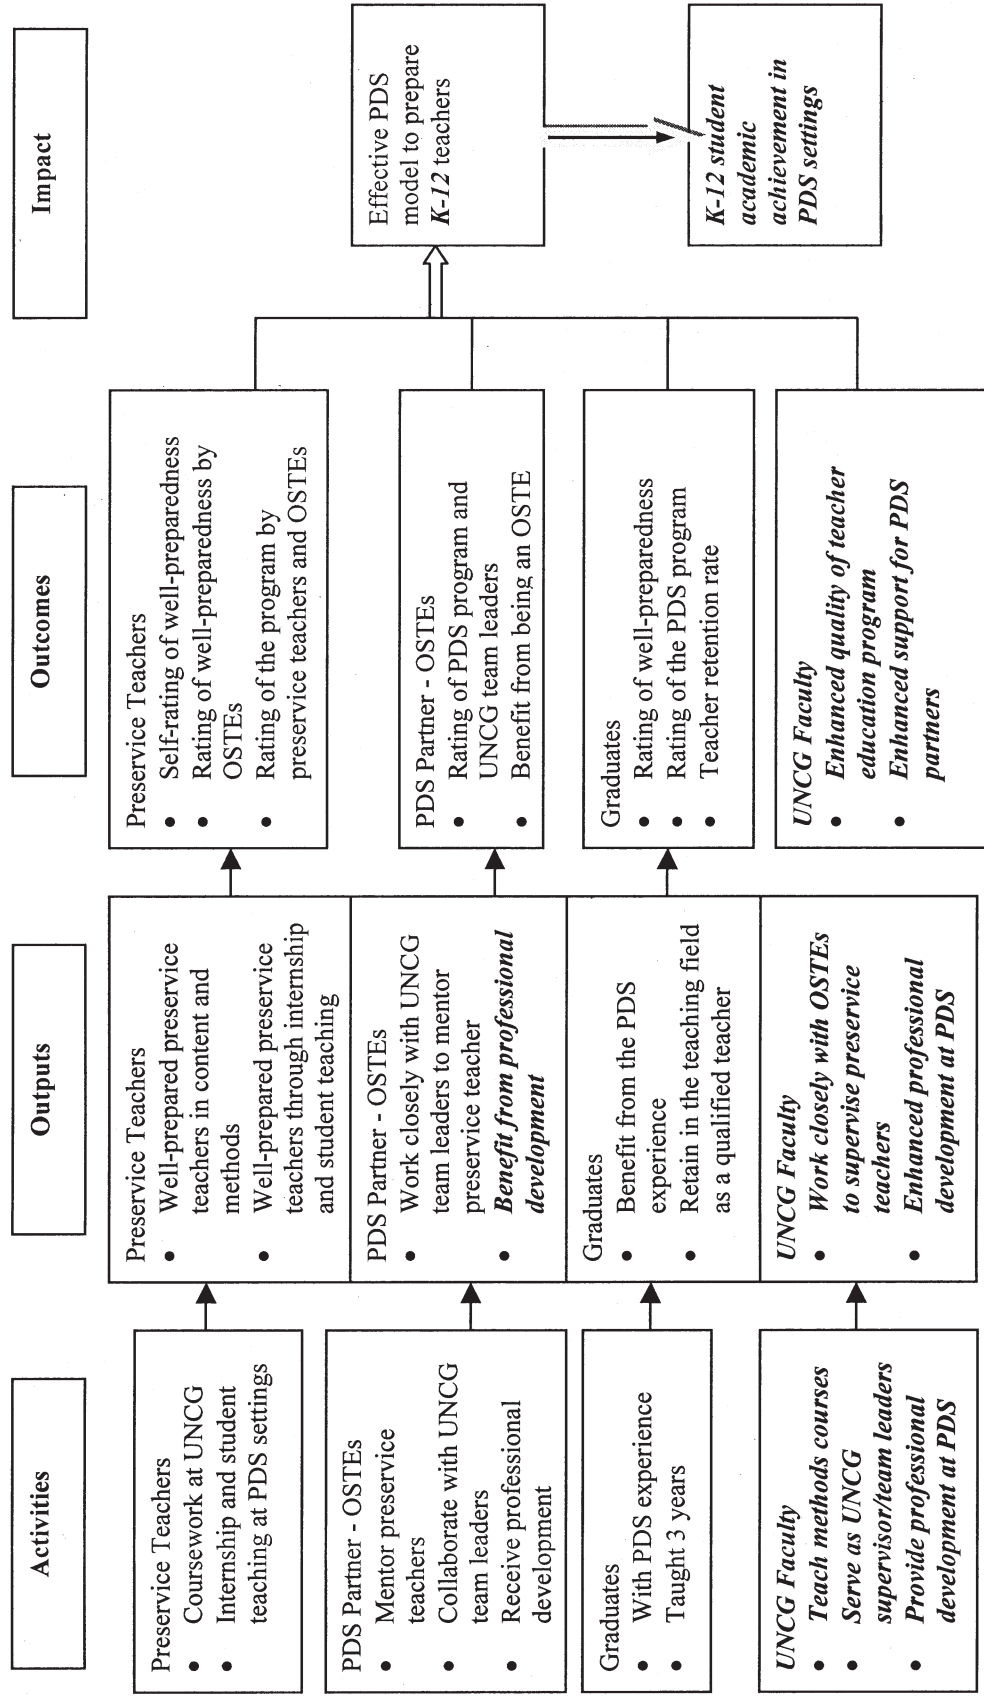 Activities
Outputs
Outcomes
Impact
Preservice Teachers
• Coursework at UNCG
• Internship and student
teaching at PDS settings
PDS Partner - OSTEs
• Mentor preservice
teachers
• Collaborate with UNCG
team leaders
• Receive professional
development
Graduates
• With PDS experience
• Taught 3 years
UNCG Faculty
• Teach methods courses
• Serve as UNCG
supervisor/team leaders
• Provide professional
development at PDS
Preservice Teachers
• Well-prepared preservice
teachers in content and
methods
• Well-prepared preservice
teachers through internship
and student teaching
PDS Partner - OSTEs
• Work closely with UNCG
team leaders to mentor
preservice teacher
• Benefit from professional
development
Graduates
• Benefit from the PDS
experience
• Retain in the teaching field
as a qualified teacher
UNCG Faculty
• Work closely with OSTEs
to supervise preservice
teachers
• Enhanced professional
development at PDS
Preservice Teachers
• Self-rating of well-preparedness
• Rating of well-preparedness by
OSTEs
• Rating of the program by
preservice teachers and OSTEs
PDS Partner - OSTEs
• Rating of PDS program and
UNCG team leaders
• Benefit from being an OSTE
Graduates
• Rating of well-preparedness
• Rating of the PDS program
• Teacher retention rate
UNCG Faculty
• Enhanced quality of teacher
education program
• Enhanced support for PDS
partners
Effective PDS
model to prepare
K-12 teachers
K-12 student
academic
achievement in
PDS settings